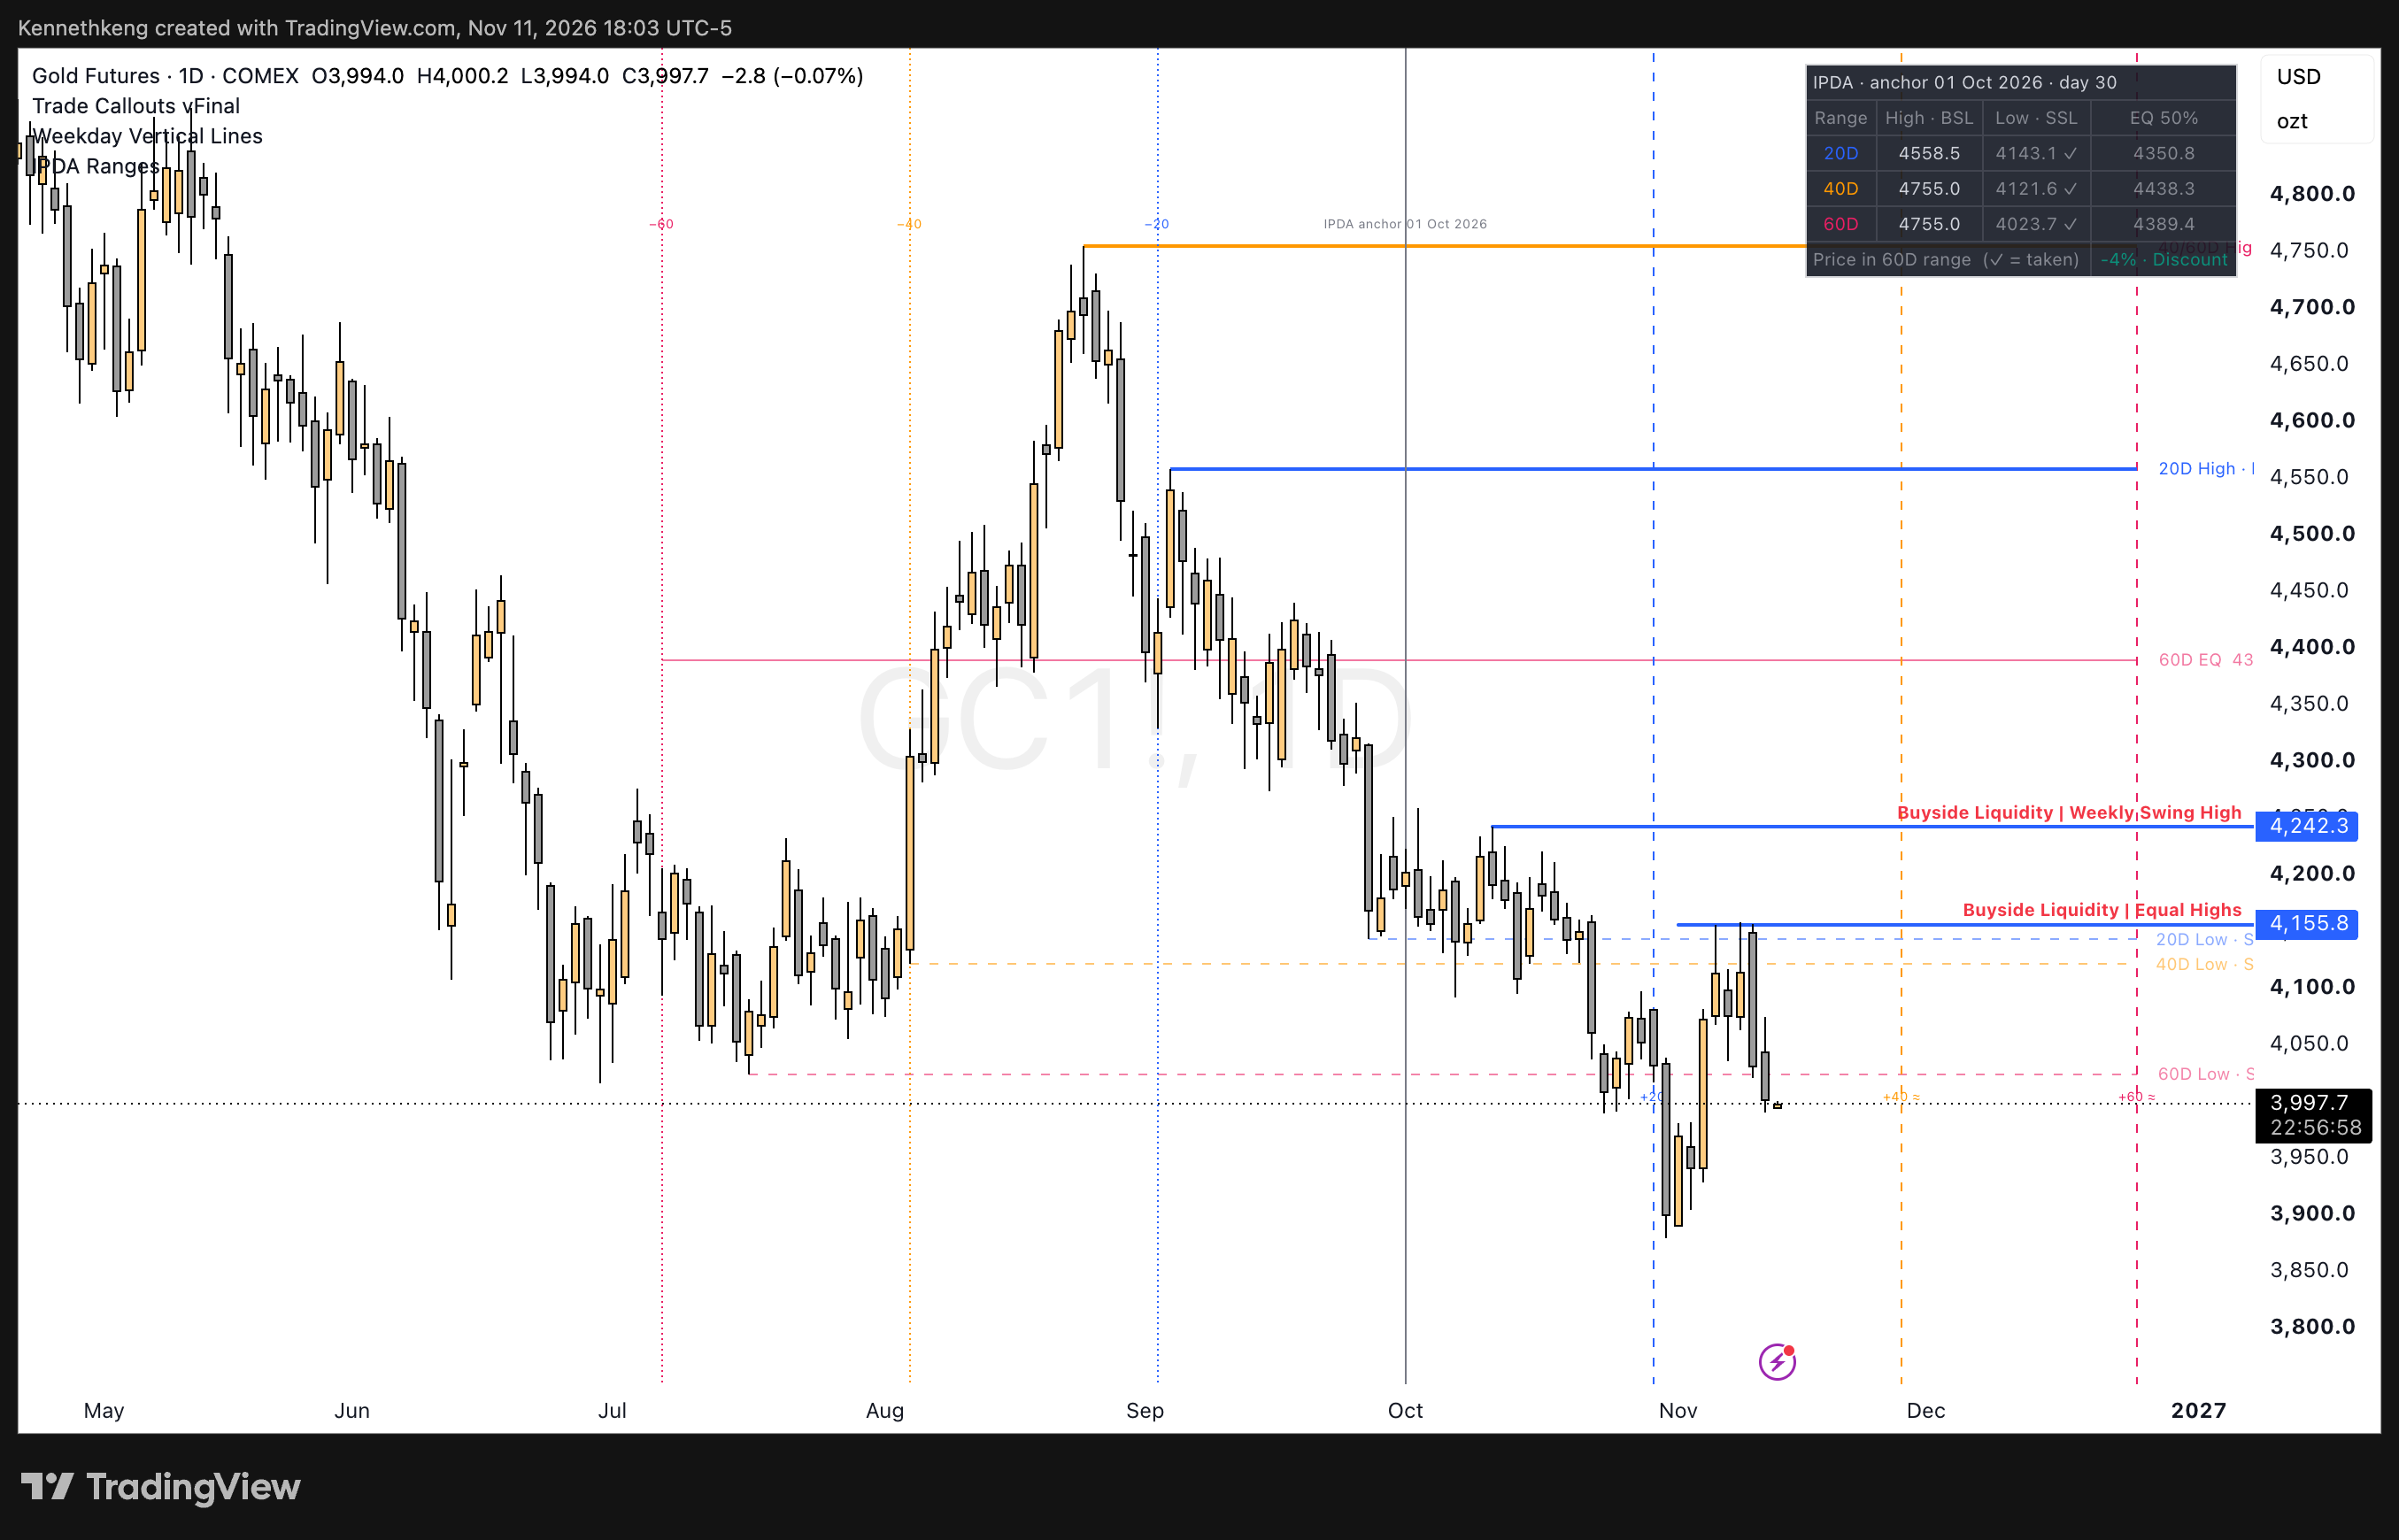 Kennethkeng created with TradingView.com, Nov 11, 2026 18:03 UTC-5
Gold Futures · 1D · COMEX O3,994.0 H4,000.2 L3,994.0 C3,997.7 −2.8 (−0.07%)
Trade Callouts vFinal
Weekday Vertical Lines
IPDA Ranges
IPDA · anchor 01 Oct 2026 · day 30
Range High · BSL Low · SSL EQ 50%
20D 4558.5 4143.1 ✓ 4350.8
40D 4755.0 4121.6 ✓ 4438.3
60D 4755.0 4023.7 ✓ 4389.4
Price in 60D range (✓ = taken) -4% · Discount
USD
ozt
−60
−40
−20
IPDA anchor 01 Oct 2026
40/60D Hig
20D High ·
60D EQ 43
Buyside Liquidity | Weekly Swing High
Buyside Liquidity | Equal Highs
20D Low · S
40D Low · S
60D Low · S
+20
+40 ≈
+60 ≈
GC1!, 1D
4,800.0
4,750.0
4,700.0
4,650.0
4,600.0
4,550.0
4,500.0
4,450.0
4,400.0
4,350.0
4,300.0
4,242.3
4,200.0
4,155.8
4,100.0
4,050.0
3,997.7
22:56:58
3,950.0
3,900.0
3,850.0
3,800.0
May Jun Jul Aug Sep Oct Nov Dec 2027
TradingView